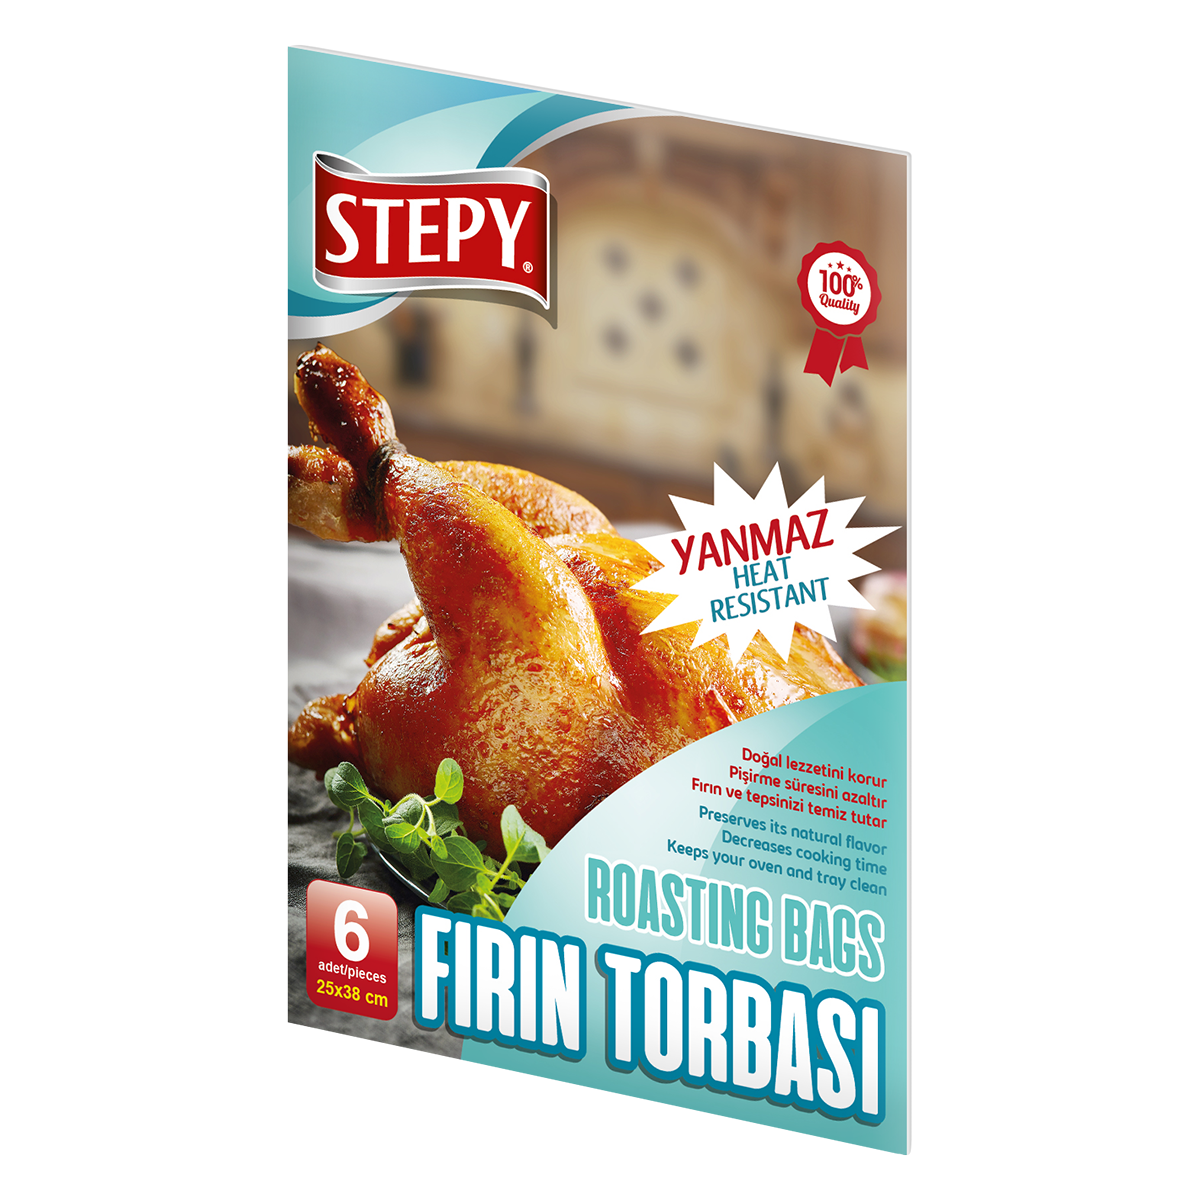 STEPY®
100%
Quality
YANMAZ
HEAT
RESISTANT
Doğal lezzetini korur
Pişirme süresini azaltır
Fırın ve tepsinizi temiz tutar
Preserves its natural flavor
Decreases cooking time
Keeps your oven and tray clean
ROASTING BAGS
FIRIN TORBASI
6
adet/pieces
25x38 cm